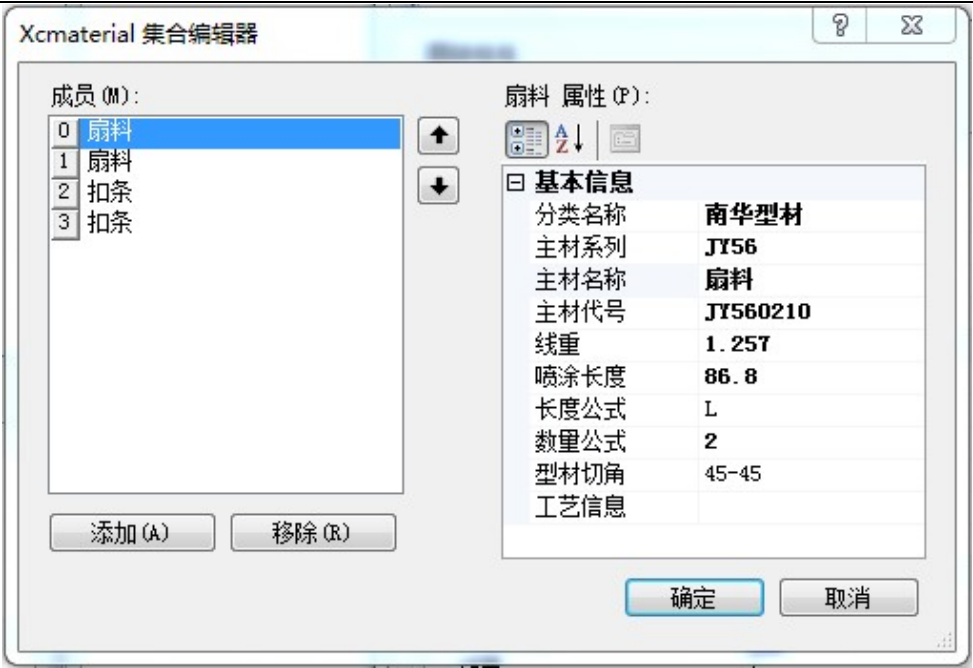 Xcmaterial 集合编辑器
成员(M):
0 扇料
1 扇料
2 扣条
3 扣条
添加(A)
移除(R)
扇料 属性(P):
基本信息
分类名称 南华型材
主材系列 JY56
主材名称 扇料
主材代号 JY560210
线重 1.257
喷涂长度 86.8
长度公式 L
数量公式 2
型材切角 45-45
工艺信息
确定
取消